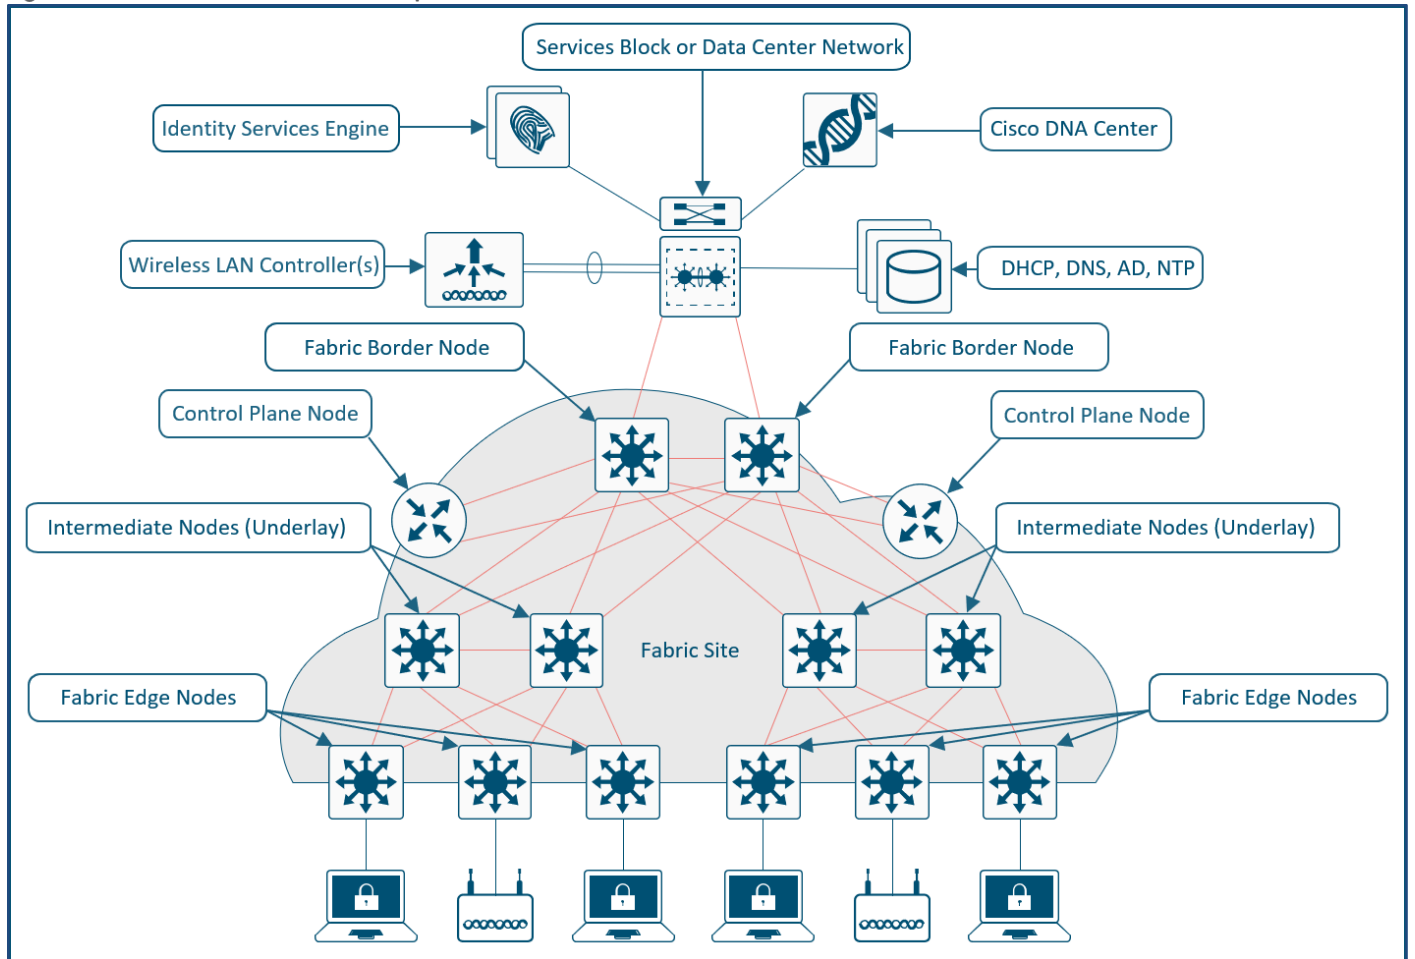 Services Block or Data Center Network
Identity Services Engine
Cisco DNA Center
Wireless LAN Controller(s)
DHCP, DNS, AD, NTP
Fabric Border Node
Fabric Border Node
Control Plane Node
Control Plane Node
Intermediate Nodes (Underlay)
Intermediate Nodes (Underlay)
Fabric Site
Fabric Edge Nodes
Fabric Edge Nodes